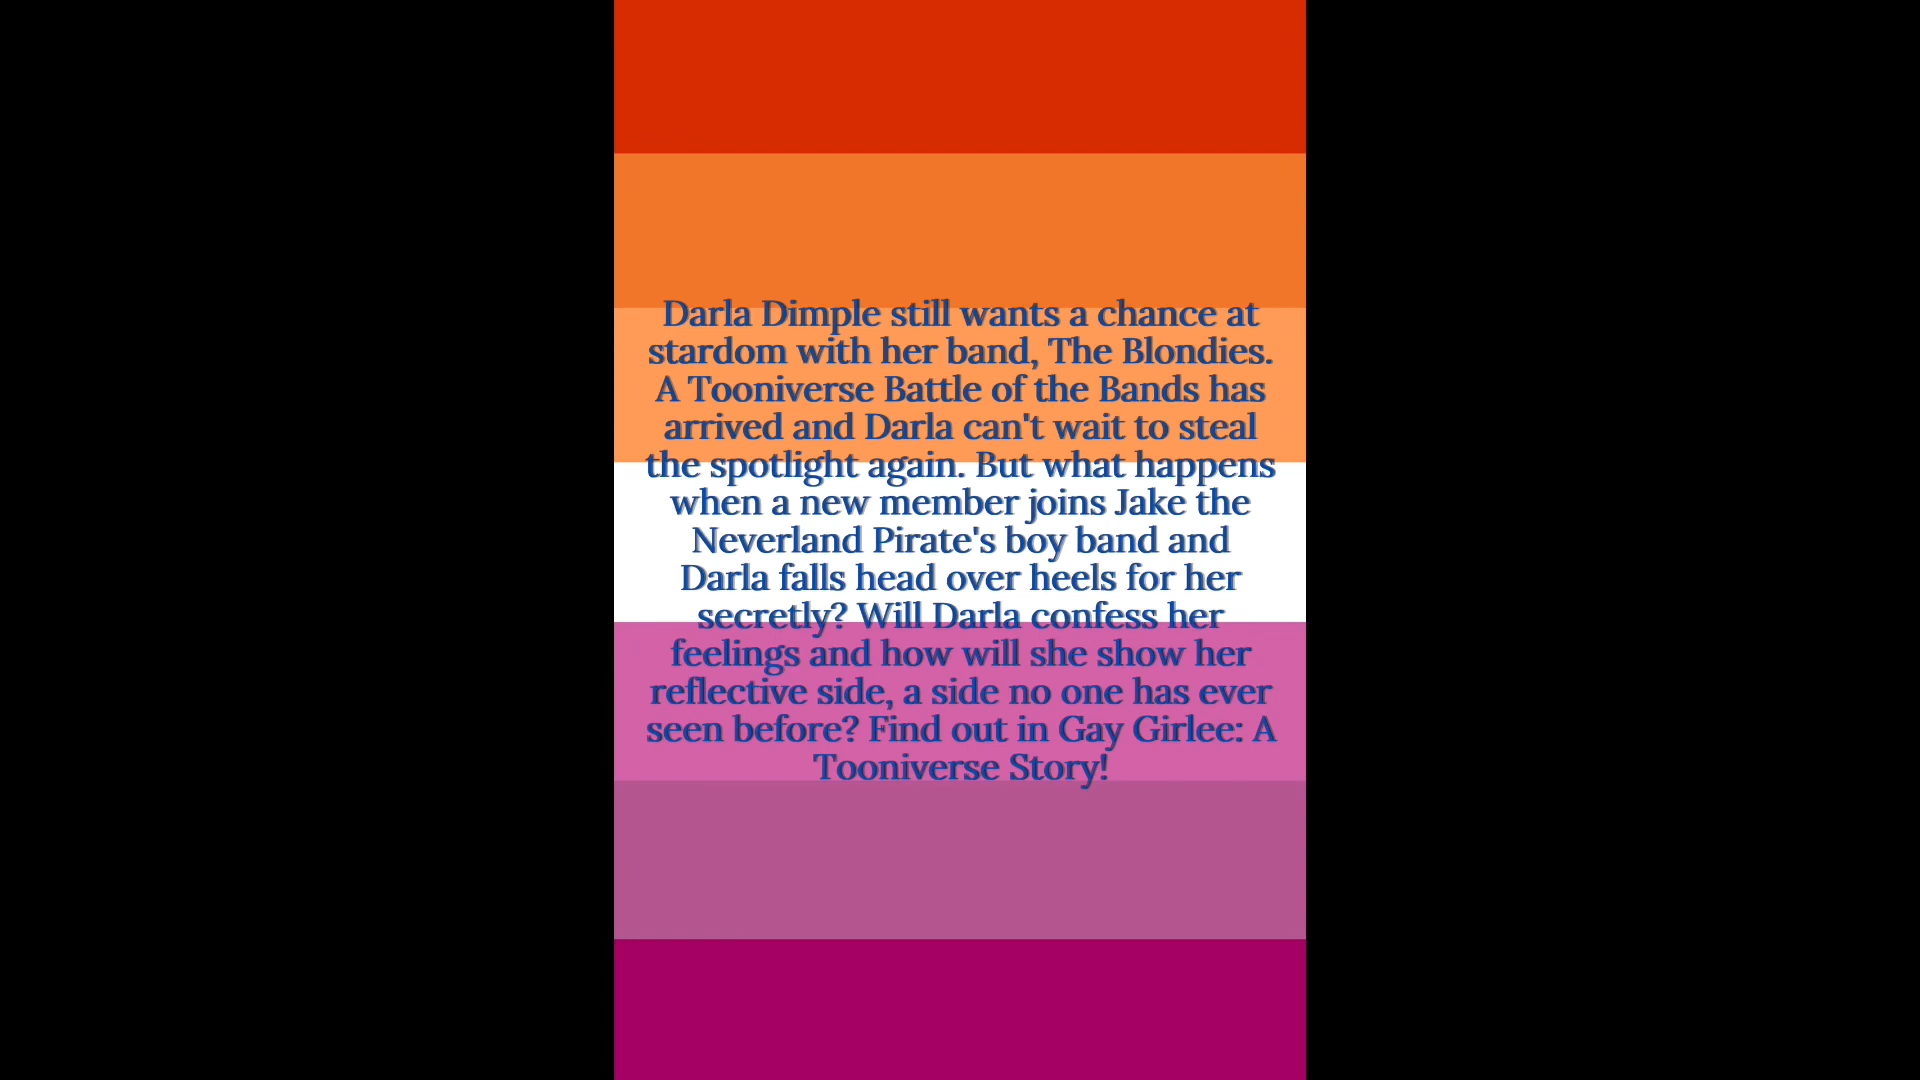 Darla Dimple still wants a chance at
stardom with her band, The Blondies.
A Tooniverse Battle of the Bands has
arrived and Darla can't wait to steal
the spotlight again. But what happens
when a new member joins Jake the
Neverland Pirate's boy band and
Darla falls head over heels for her
secretly? Will Darla confess her
feelings and how will she show her
reflective side, a side no one has ever
seen before? Find out in Gay Girlee: A
Tooniverse Story!